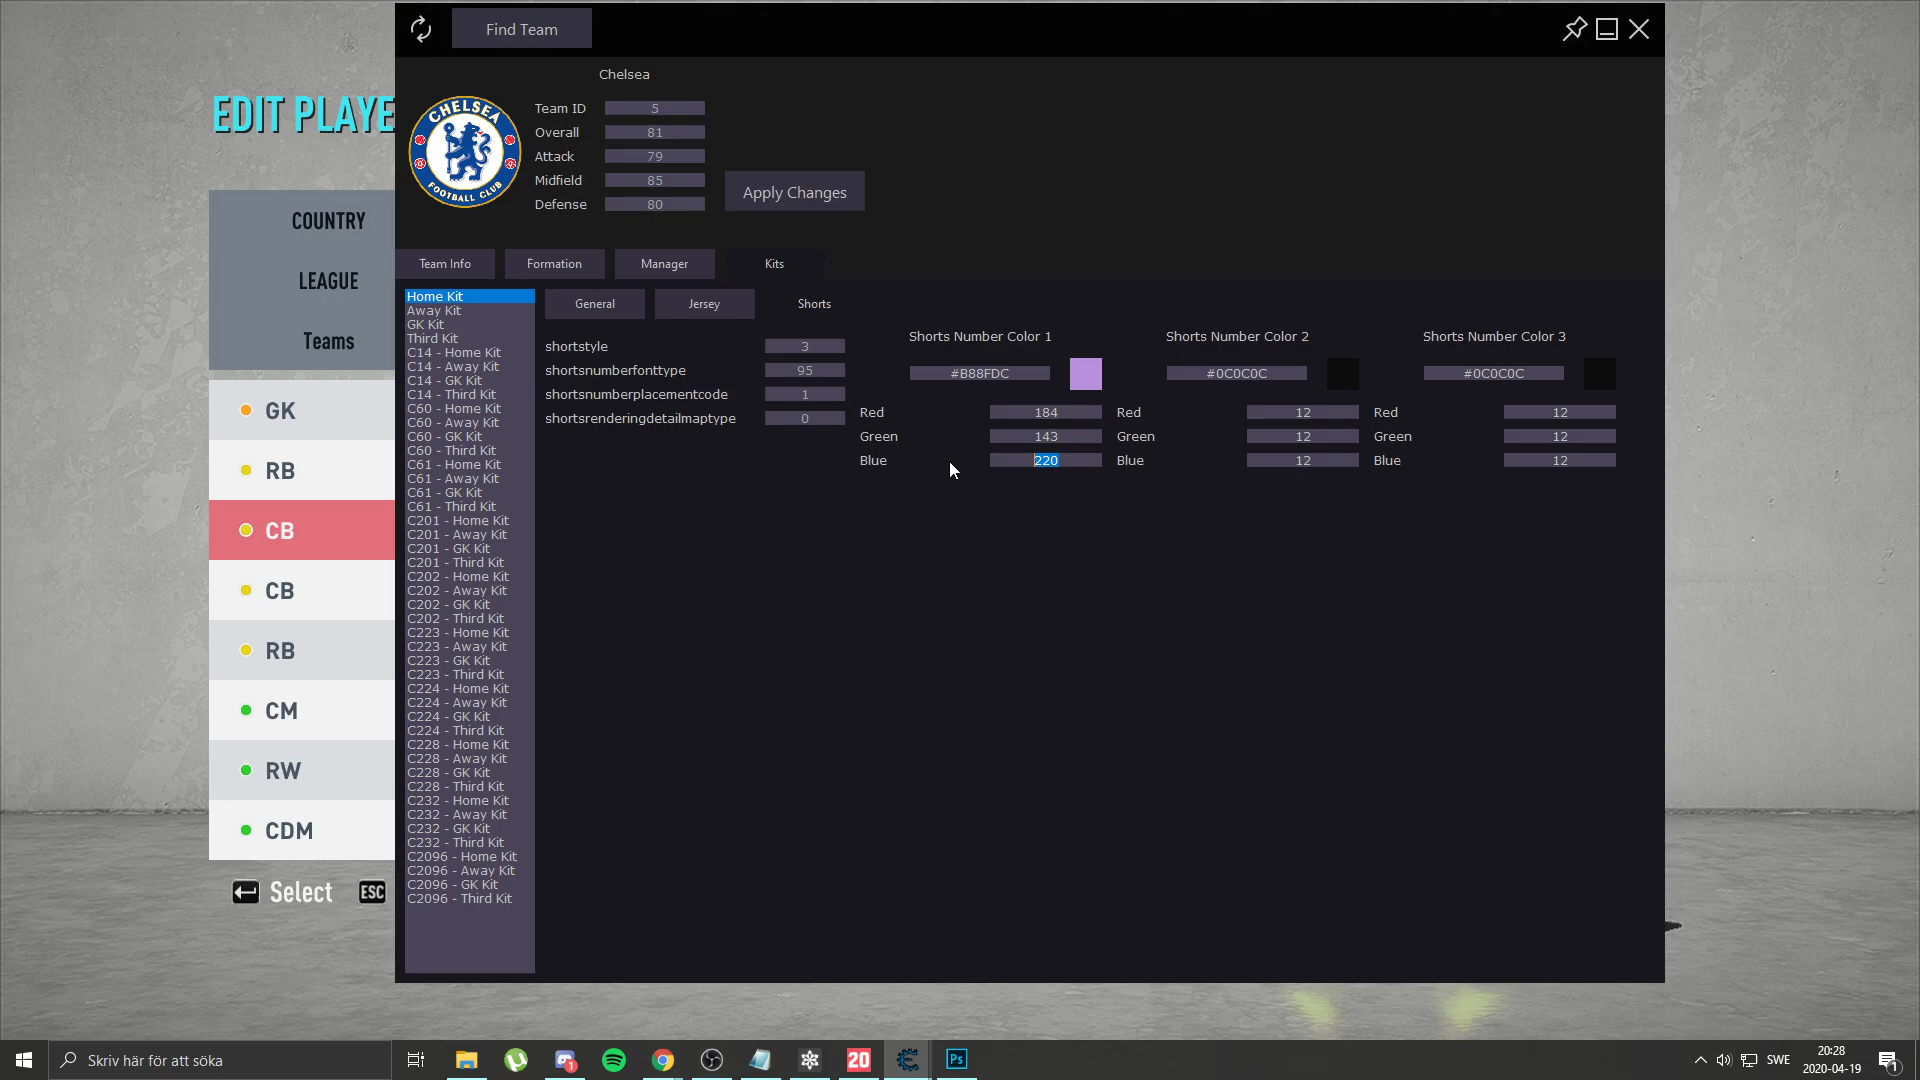 Find Team
EDIT PLAYE
Chelsea
CHELSEA
FOOTBALL CLUB
Team ID 5
Overall 81
Attack 79
Midfield 85
Defense 80
Apply Changes
COUNTRY
LEAGUE
Teams
GK
RB
CB
CB
RB
CM
RW
CDM
Select ESC
Team Info Formation Manager Kits
Home Kit
Away Kit
GK Kit
Third Kit
C14 - Home Kit
C14 - Away Kit
C14 - GK Kit
C14 - Third Kit
C60 - Home Kit
C60 - Away Kit
C60 - GK Kit
C60 - Third Kit
C61 - Home Kit
C61 - Away Kit
C61 - GK Kit
C61 - Third Kit
C201 - Home Kit
C201 - Away Kit
C201 - GK Kit
C201 - Third Kit
C202 - Home Kit
C202 - Away Kit
C202 - GK Kit
C202 - Third Kit
C223 - Home Kit
C223 - Away Kit
C223 - GK Kit
C223 - Third Kit
C224 - Home Kit
C224 - Away Kit
C224 - GK Kit
C224 - Third Kit
C228 - Home Kit
C228 - Away Kit
C228 - GK Kit
C228 - Third Kit
C232 - Home Kit
C232 - Away Kit
C232 - GK Kit
C232 - Third Kit
C2096 - Home Kit
C2096 - Away Kit
C2096 - GK Kit
C2096 - Third Kit
General Jersey Shorts
shortstyle 3
shortsnumberfonttype 95
shortsnumberplacementcode 1
shortsrenderingdetailmaptype 0
Shorts Number Color 1
#B88FDC
Red 184
Green 143
Blue 220
Shorts Number Color 2
#0C0C0C
Red 12
Green 12
Blue 12
Shorts Number Color 3
#0C0C0C
Red 12
Green 12
Blue 12
Skriv här för att söka
1
20
Ps
SWE
20:28
2020-04-19
1